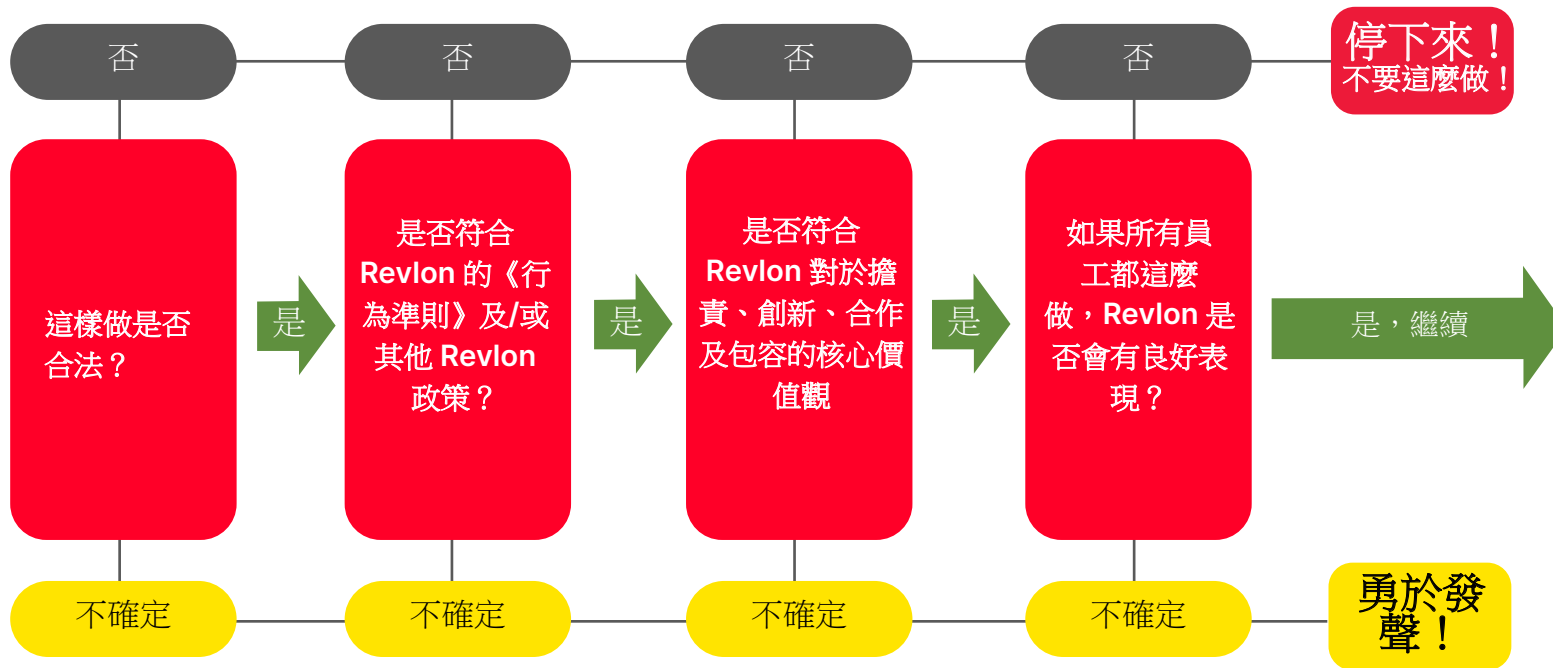 否
否
否
否
停下來！
不要這麼做！
這樣做是否
合法？
是
是否符合
Revlon 的《行
為準則》及/或
其他 Revlon
政策？
是
是否符合
Revlon 對於擔
責、創新、合作
及包容的核心價
值觀
是
如果所有員
工都這麼
做，Revlon 是
否會有良好表
現？
是，繼續
不確定
不確定
不確定
不確定
勇於發
聲！